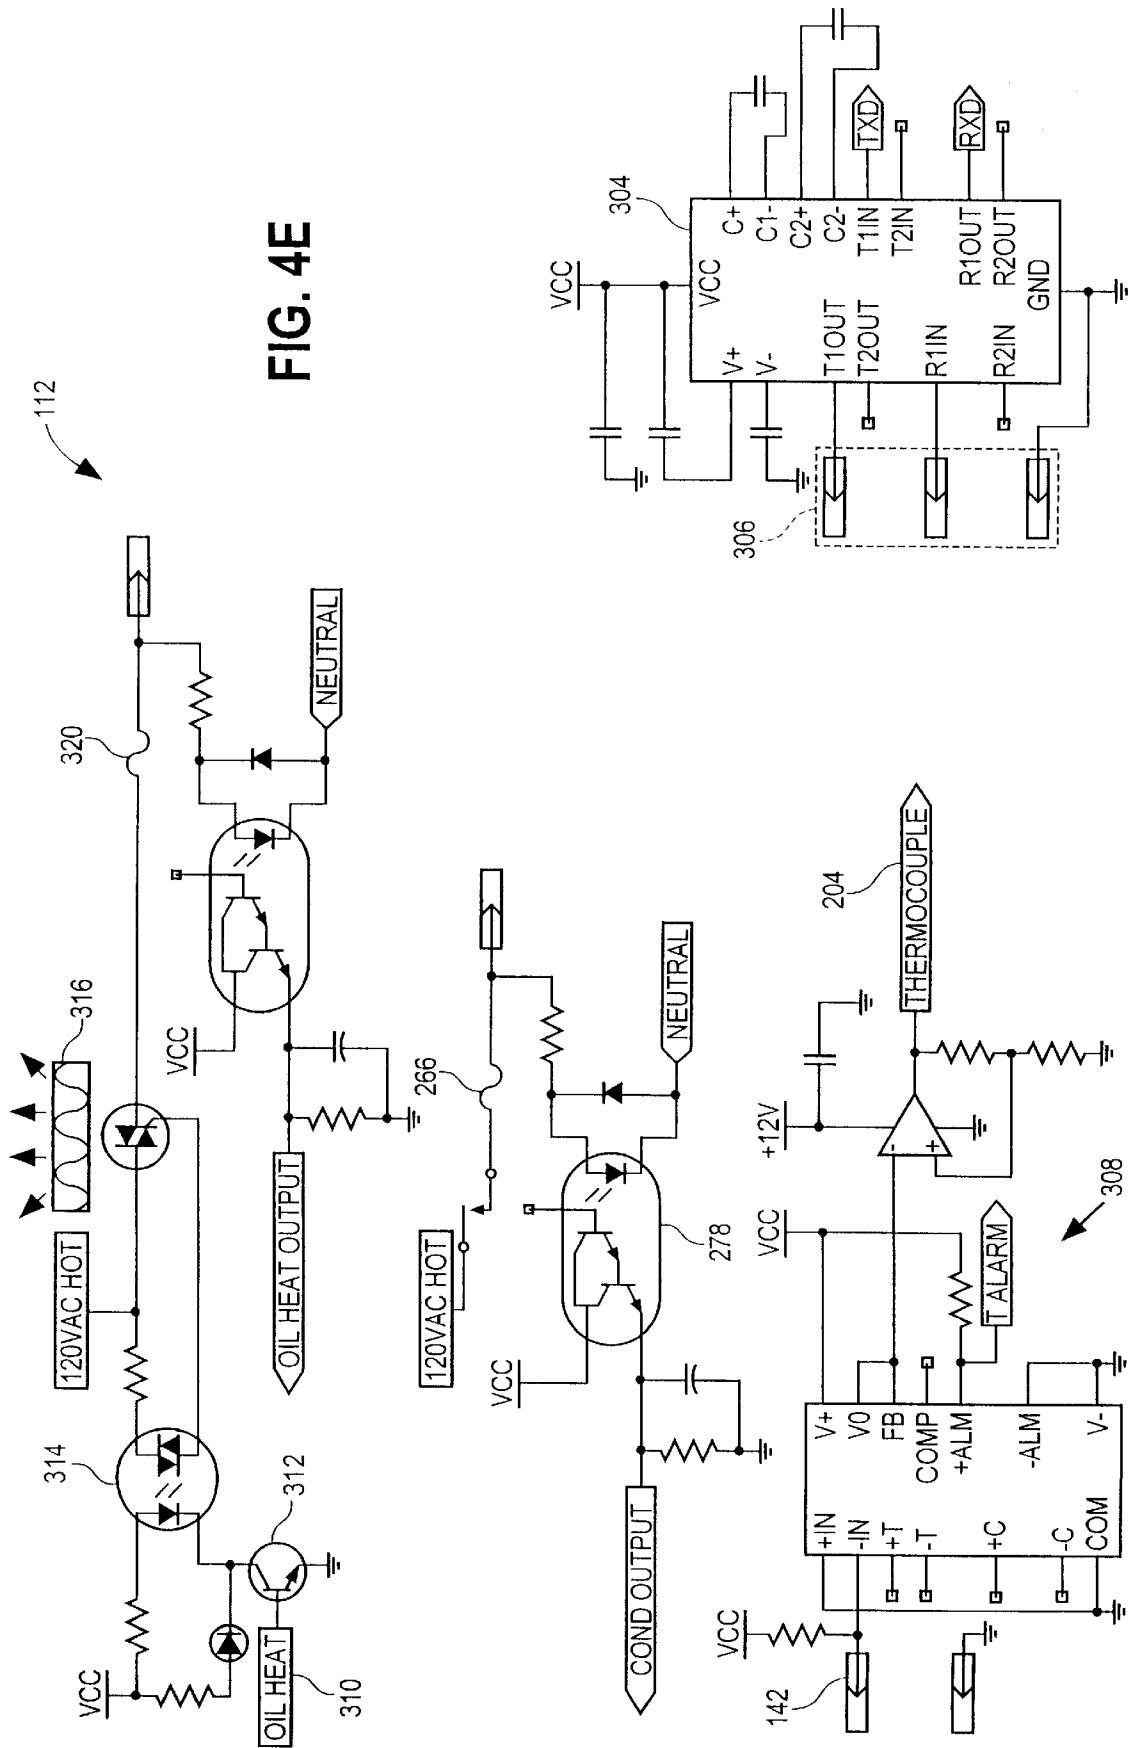 FIG. 4E
112
120VAC HOT
316
320
314
VCC
312
OIL HEAT
310
VCC
OIL HEAT OUTPUT
NEUTRAL
120VAC HOT
266
VCC
278
COND OUTPUT
NEUTRAL
VCC
142
+IN
-IN
+T
-T
+C
-C
COM
V+
V0
FB
COMP
+ALM
-ALM
V-
VCC
T ALARM
308
+12V
-
+
THERMOCOUPLE
204
VCC
304
306
V+
V-
T1OUT
T2OUT
R1IN
R2IN
VCC
GND
C+
C1-
C2+
C2-
T1IN
T2IN
R1OUT
R2OUT
TXD
RXD